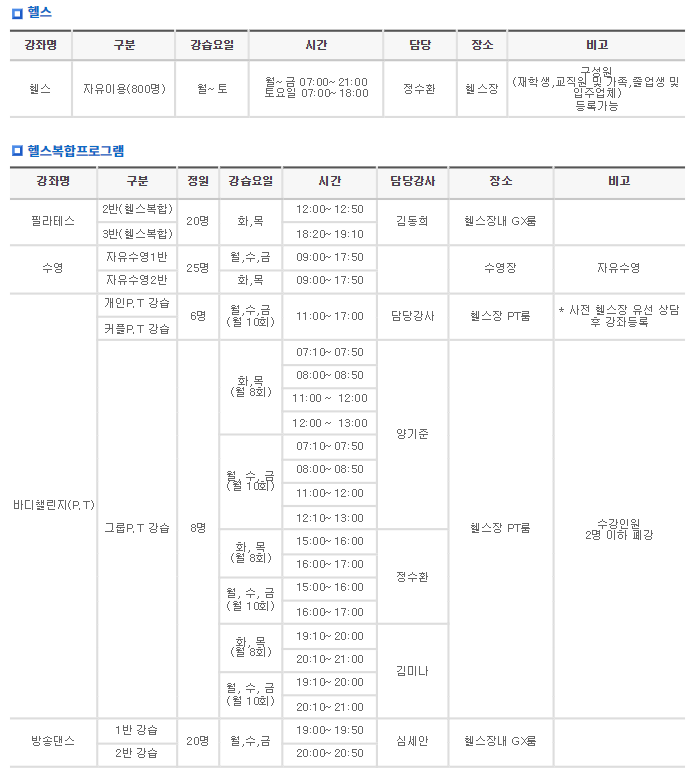 헬스
강좌명 구분 강습요일 시간 담당 장소 비고
헬스 자유이용(800명) 월~토 월~금 07:00~21:00 정수환 헬스장 구성원
토요일 07:00~18:00 (재학생,교직원 및 가족,졸업생 및
입주업체)
등록가능
헬스복합프로그램
강좌명 구분 정원 강습요일 시간 담당강사 장소 비고
필라테스 2반(헬스복합) 20명 화,목 12:00~12:50 김동희 헬스장내 GX룸
3반(헬스복합) 18:20~19:10
수영 자유수영1반 25명 월,수,금 09:00~17:50 수영장 자유수영
자유수영2반 화,목 09:00~17:50
바디챌린지(P.T) 개인P.T 강습 6명 월,수,금 11:00~17:00 담당강사 헬스장 PT룸 * 사전 헬스장 유선 상담
커플P.T 강습 (월 10회) 후 강좌등록
그룹P.T 강습 8명 화,목 07:10~07:50 양기준 헬스장 PT룸 수강인원
(월 8회) 08:00~08:50 2명 이하 폐강
11:00 ~ 12:00
12:00 ~ 13:00
월, 수, 금 07:10~07:50
(월 10회) 08:00~08:50
11:00~12:00
12:10~13:00
화, 목 15:00~16:00 정수환
(월 8회) 16:00~17:00
월, 수, 금 15:00~16:00
(월 10회) 16:00~17:00
화, 목 19:10~20:00 김미나
(월 8회) 20:10~21:00
월, 수, 금 19:10~20:00
(월 10회) 20:10~21:00
방송댄스 1반 강습 20명 월,수,금 19:00~19:50 심세안 헬스장내 GX룸
2반 강습 20:00~20:50